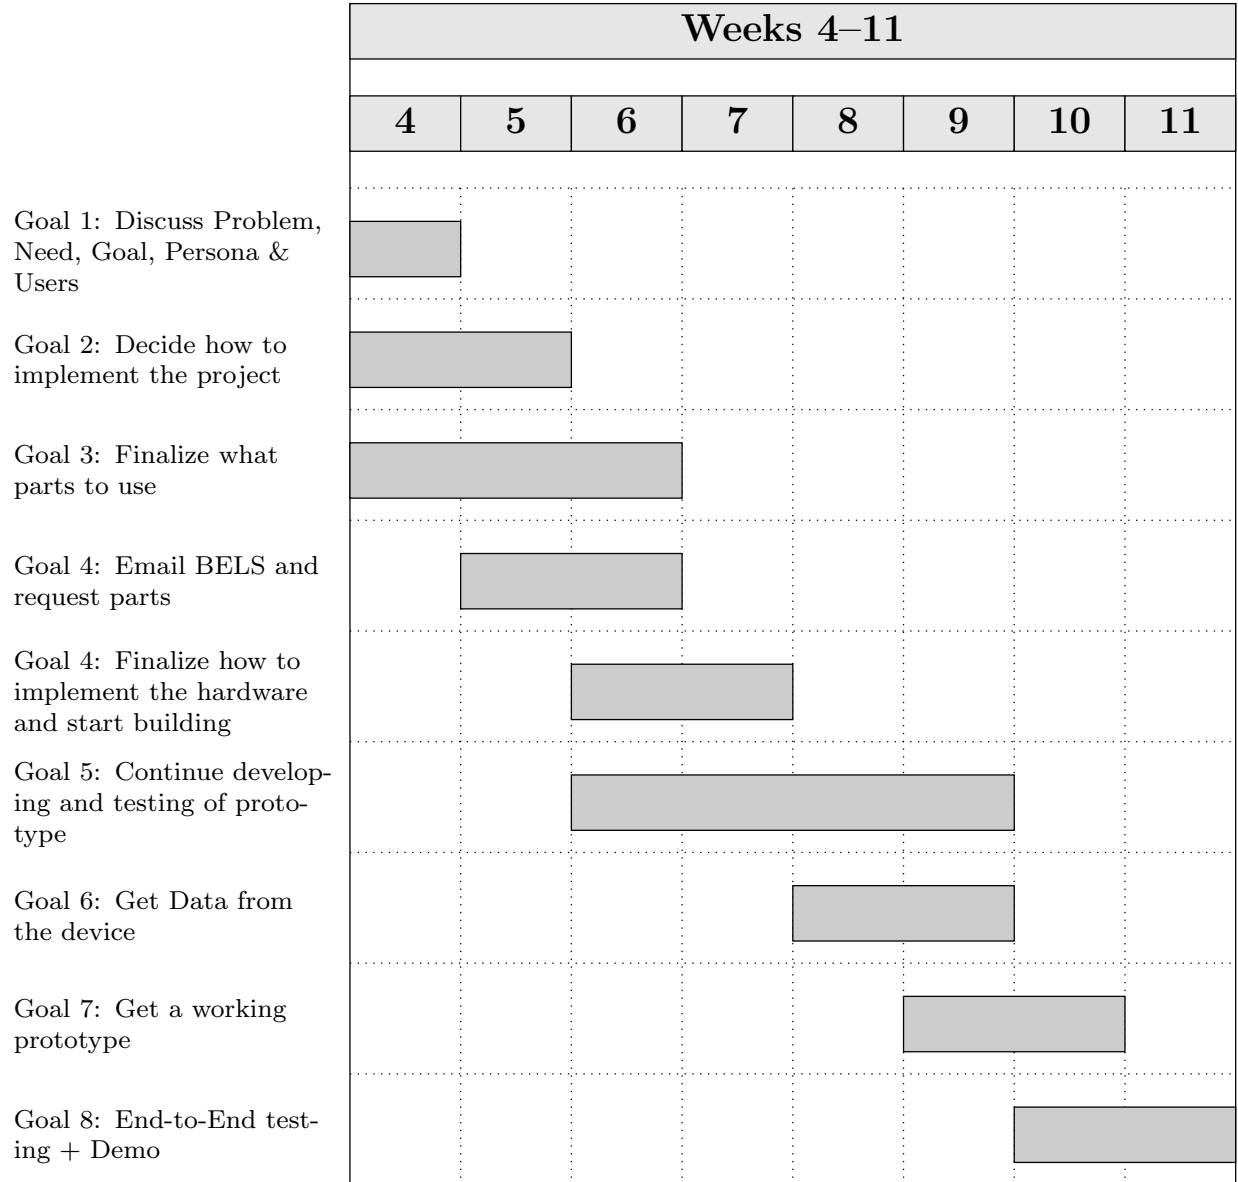 Weeks 4–11
4 5 6 7 8 9 10 11
Goal 1: Discuss Problem,
Need, Goal, Persona &
Users
Goal 2: Decide how to
implement the project
Goal 3: Finalize what
parts to use
Goal 4: Email BELS and
request parts
Goal 4: Finalize how to
implement the hardware
and start building
Goal 5: Continue develop-
ing and testing of proto-
type
Goal 6: Get Data from
the device
Goal 7: Get a working
prototype
Goal 8: End-to-End test-
ing + Demo